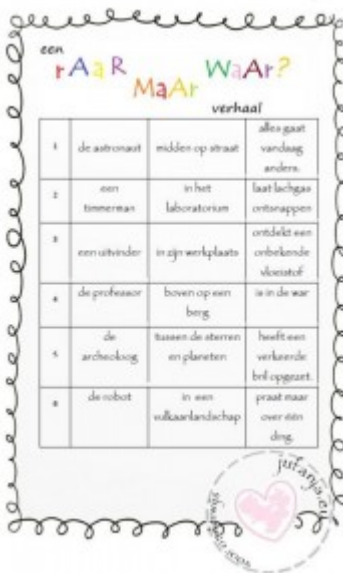 een
rAaR
MaAr
WaAr?
verhaal
1
de astronaut
midden op straat
alles gaat
vandaag
anders.
2
een
timmerman
in het
laboratorium
laat lachgas
ontsnappen
3
een uitvinder
in zijn werkplaats
ontdekt een
onbekende
vloeistof
4
de professor
boven op een
berg
is in de war
5
de
archeoloog
tussen de sterren
en planeten
heeft een
verkeerde
bril opgezet.
6
de robot
in een
vulkaanlandschap
praat maar
over één
ding.
jufanja.eu